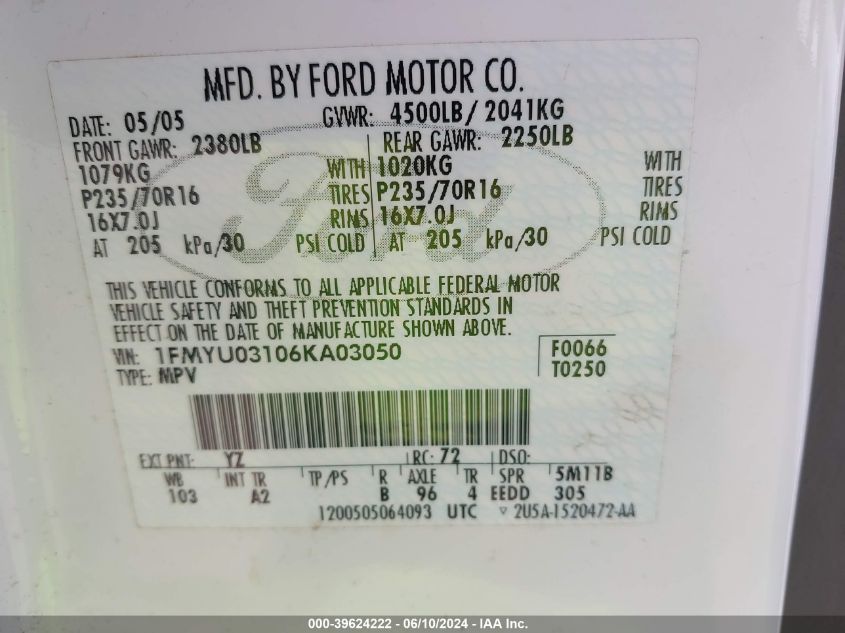 MFD. BY FORD MOTOR CO.
DATE: 05/05 GVWR: 4500LB/ 2041KG
FRONT GAWR: 2380LB REAR GAWR: 2250LB
1079KG WITH 1020KG WITH
P235/70R16 TIRES P235/70R16 TIRES
16X7.0J RIMS 16X7.0J RIMS
AT 205 kPa/30 PSI COLD AT 205 kPa/30 PSI COLD
Ford
THIS VEHICLE CONFORMS TO ALL APPLICABLE FEDERAL MOTOR
VEHICLE SAFETY AND THEFT PREVENTION STANDARDS IN
EFFECT ON THE DATE OF MANUFACTURE SHOWN ABOVE.
VIN: 1FMYU03106KA03050 F0066
TYPE: MPV T0250
EXT PNT: YZ RC: 72 DSO:
WB INT TR TP/PS R AXLE TR SPR 5M11B
103 A2 B 96 4 EEDD 305
1200505064093 UTC ▽ 2U5A-1520472-AA
000-39624222 - 06/10/2024 - IAA Inc.